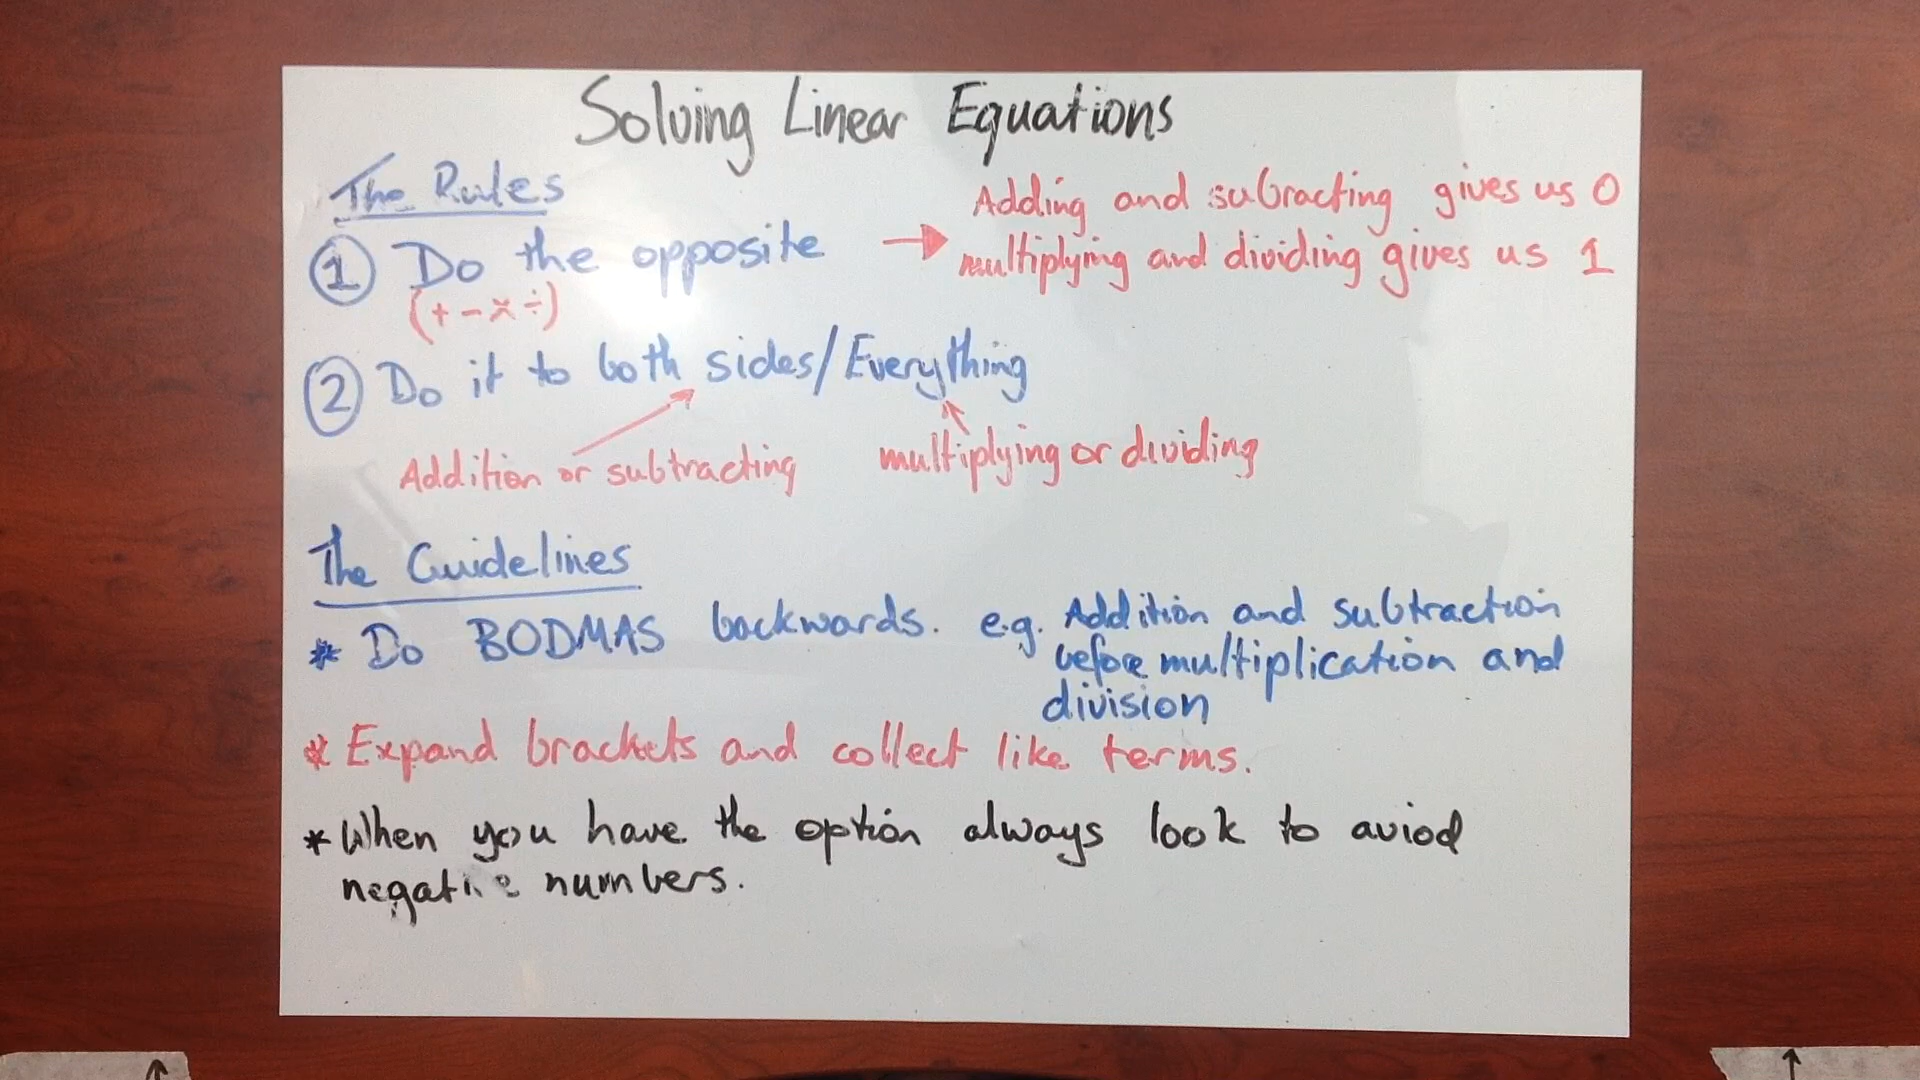 Solving Linear Equations
The Rules
① Do the opposite → Adding and subracting gives us 0
multiplying and dividing gives us 1
(+ - × ÷)
② Do it to both sides/Everything
Addition or subtracting
multiplying or dividing
The Guidelines
* Do BODMAS backwards. e.g. Addition and subtraction
before multiplication and
division
* Expand brackets and collect like terms.
* When you have the option always look to aviod
negative numbers.